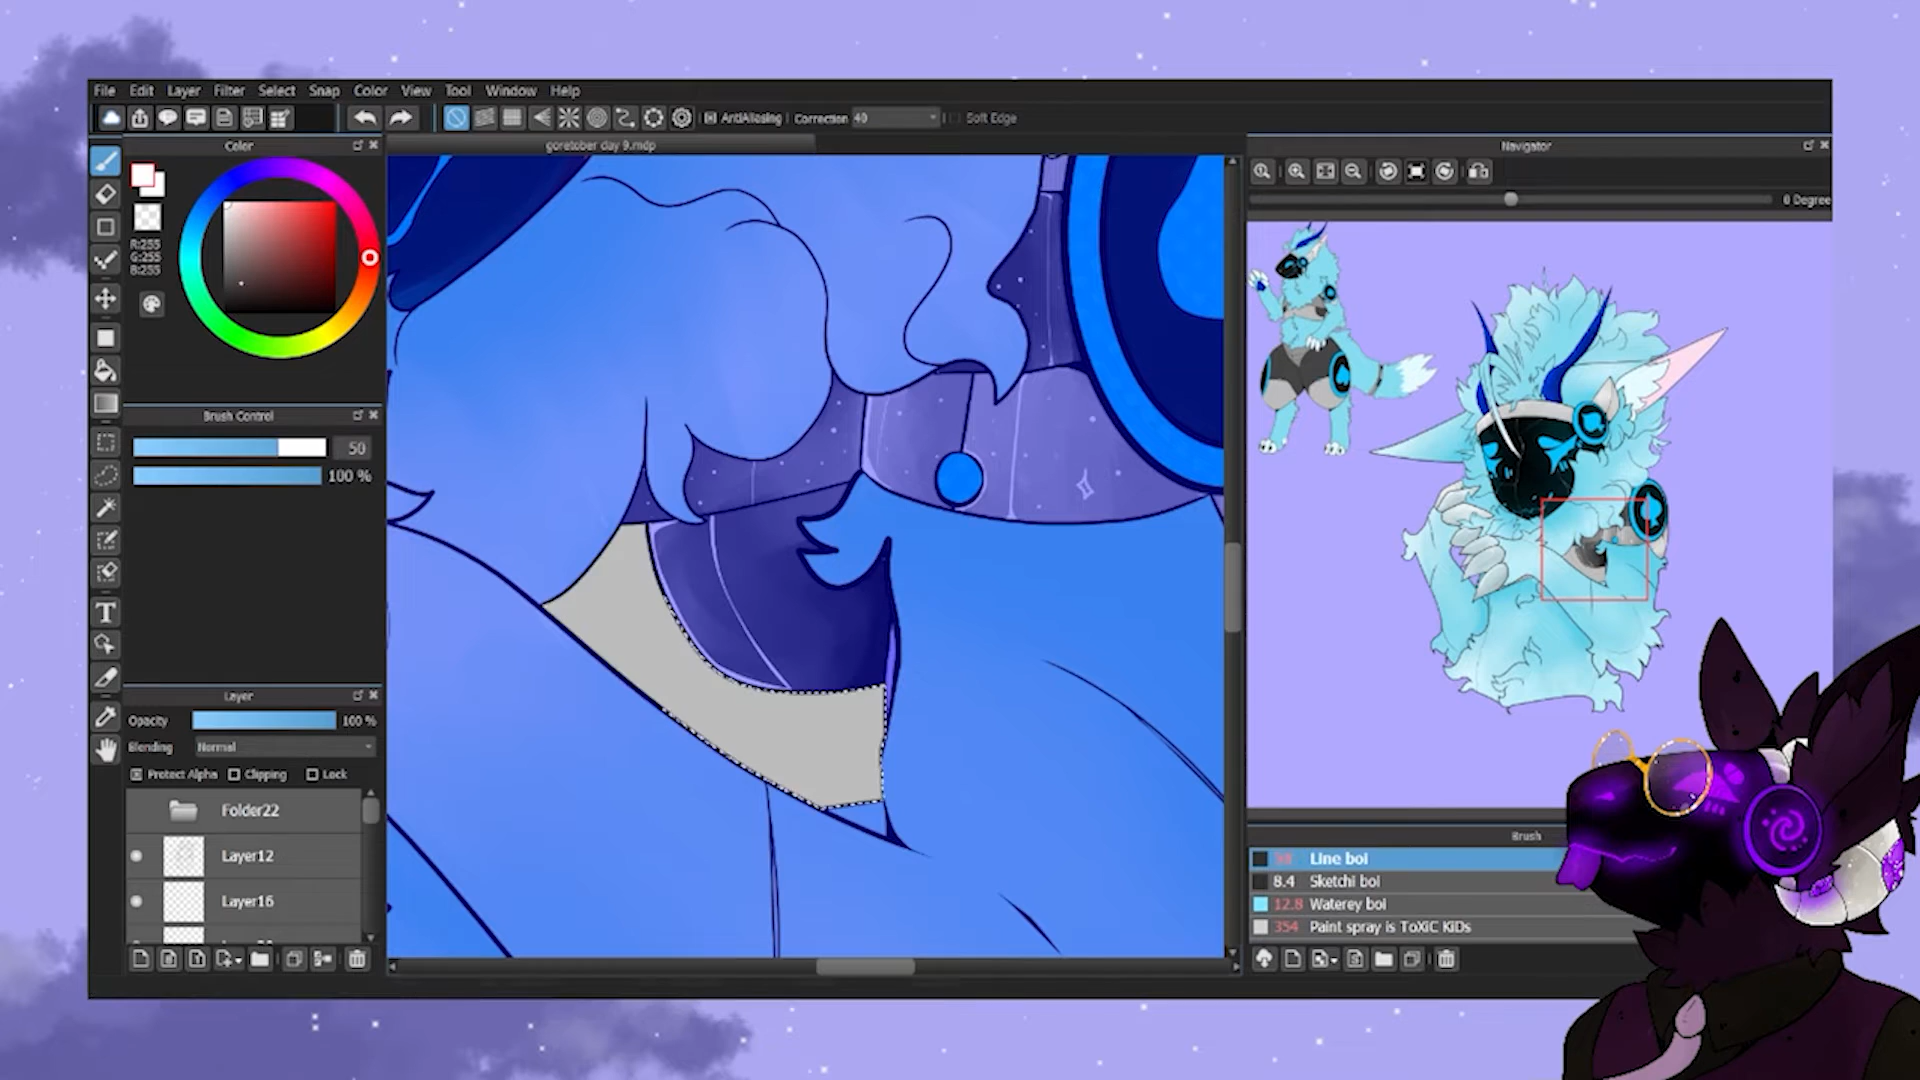 File Edit Layer Filter Select Snap Color View Tool Window Help
AntiAliasing Correction 40 Soft Edge
Color
goretober day 9.mdp
Navigator
0 Degree
R:255
G:255
B:255
Brush Control
50
100 %
Layer
Opacity 100 %
Blending Normal
Protect Alpha Clipping Lock
Folder22
Layer12
Layer16
Brush
Line boi
8.4 Sketchi boi
12.8 Waterey boi
354 Paint spray is ToXiC KiDs